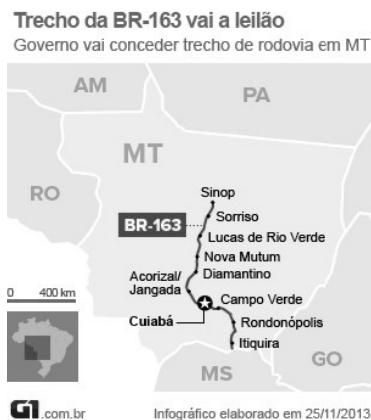 Trecho da BR-163 vai a leilão
Governo vai conceder trecho de rodovia em MT
AM
PA
MT
RO
Sinop
BR-163
Sorriso
Lucas de Rio Verde
Nova Mutum
Diamantino
Acorizal/
Jangada
0 400 km
Campo Verde
Cuiabá
Rondonópolis
Itiquira
MS
GO
G1.com.br
Infográfico elaborado em 25/11/2013